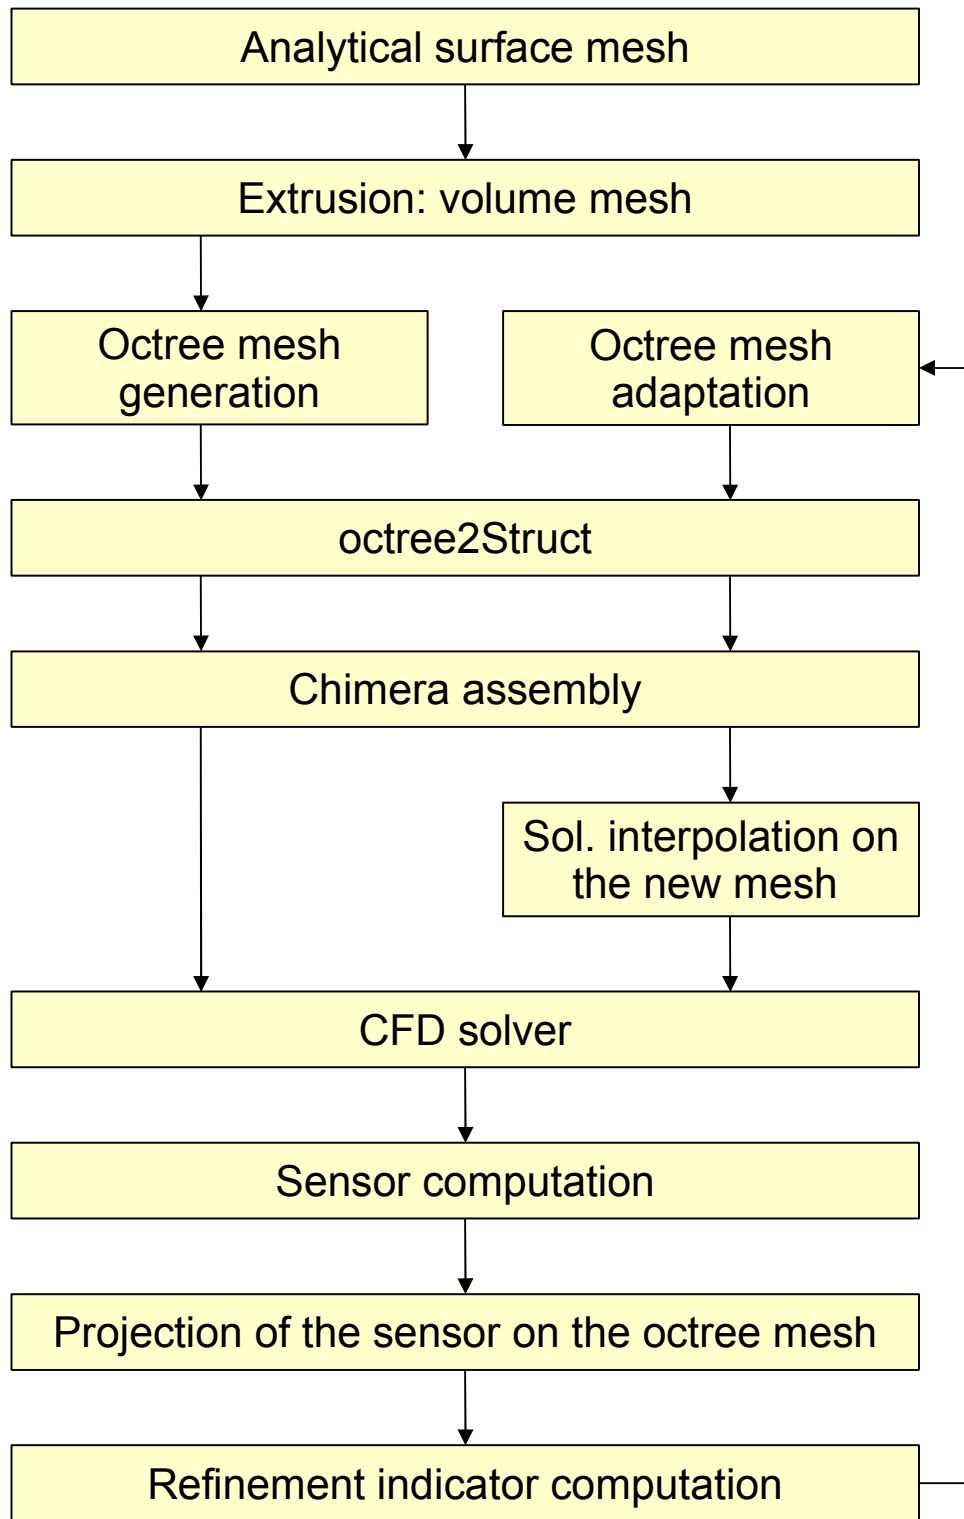 Analytical surface mesh
Extrusion: volume mesh
Octree mesh
generation
Octree mesh
adaptation
octree2Struct
Chimera assembly
Sol. interpolation on
the new mesh
CFD solver
Sensor computation
Projection of the sensor on the octree mesh
Refinement indicator computation